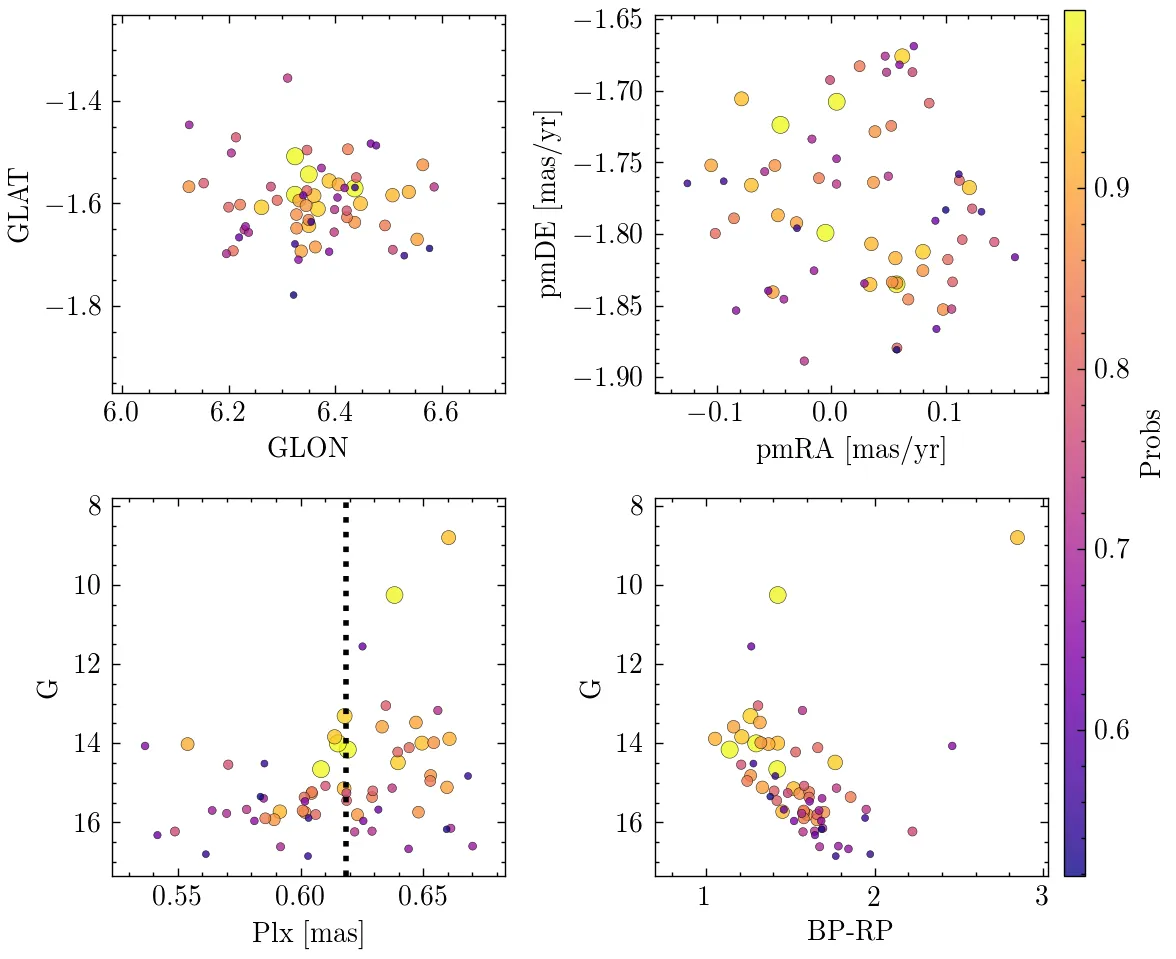 −1.4
−1.6
−1.8
GLAT
6.0 6.2 6.4 6.6
GLON
−1.65
−1.70
−1.75
−1.80
−1.85
−1.90
pmDE [mas/yr]
−0.1 0.0 0.1
pmRA [mas/yr]
8
10
12
14
16
G
0.55 0.60 0.65
Plx [mas]
8
10
12
14
16
G
1 2 3
BP-RP
0.9
0.8
0.7
0.6
Probs